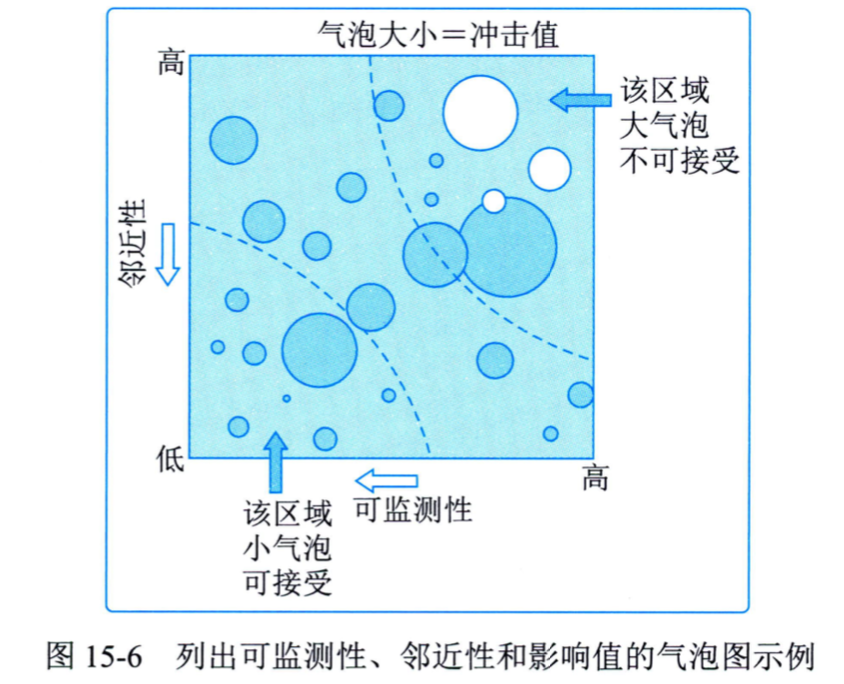 气泡大小＝冲击值
高
该区域
大气泡
不可接受
邻近性
低
高
可监测性
该区域
小气泡
可接受
图 15-6 列出可监测性、邻近性和影响值的气泡图示例